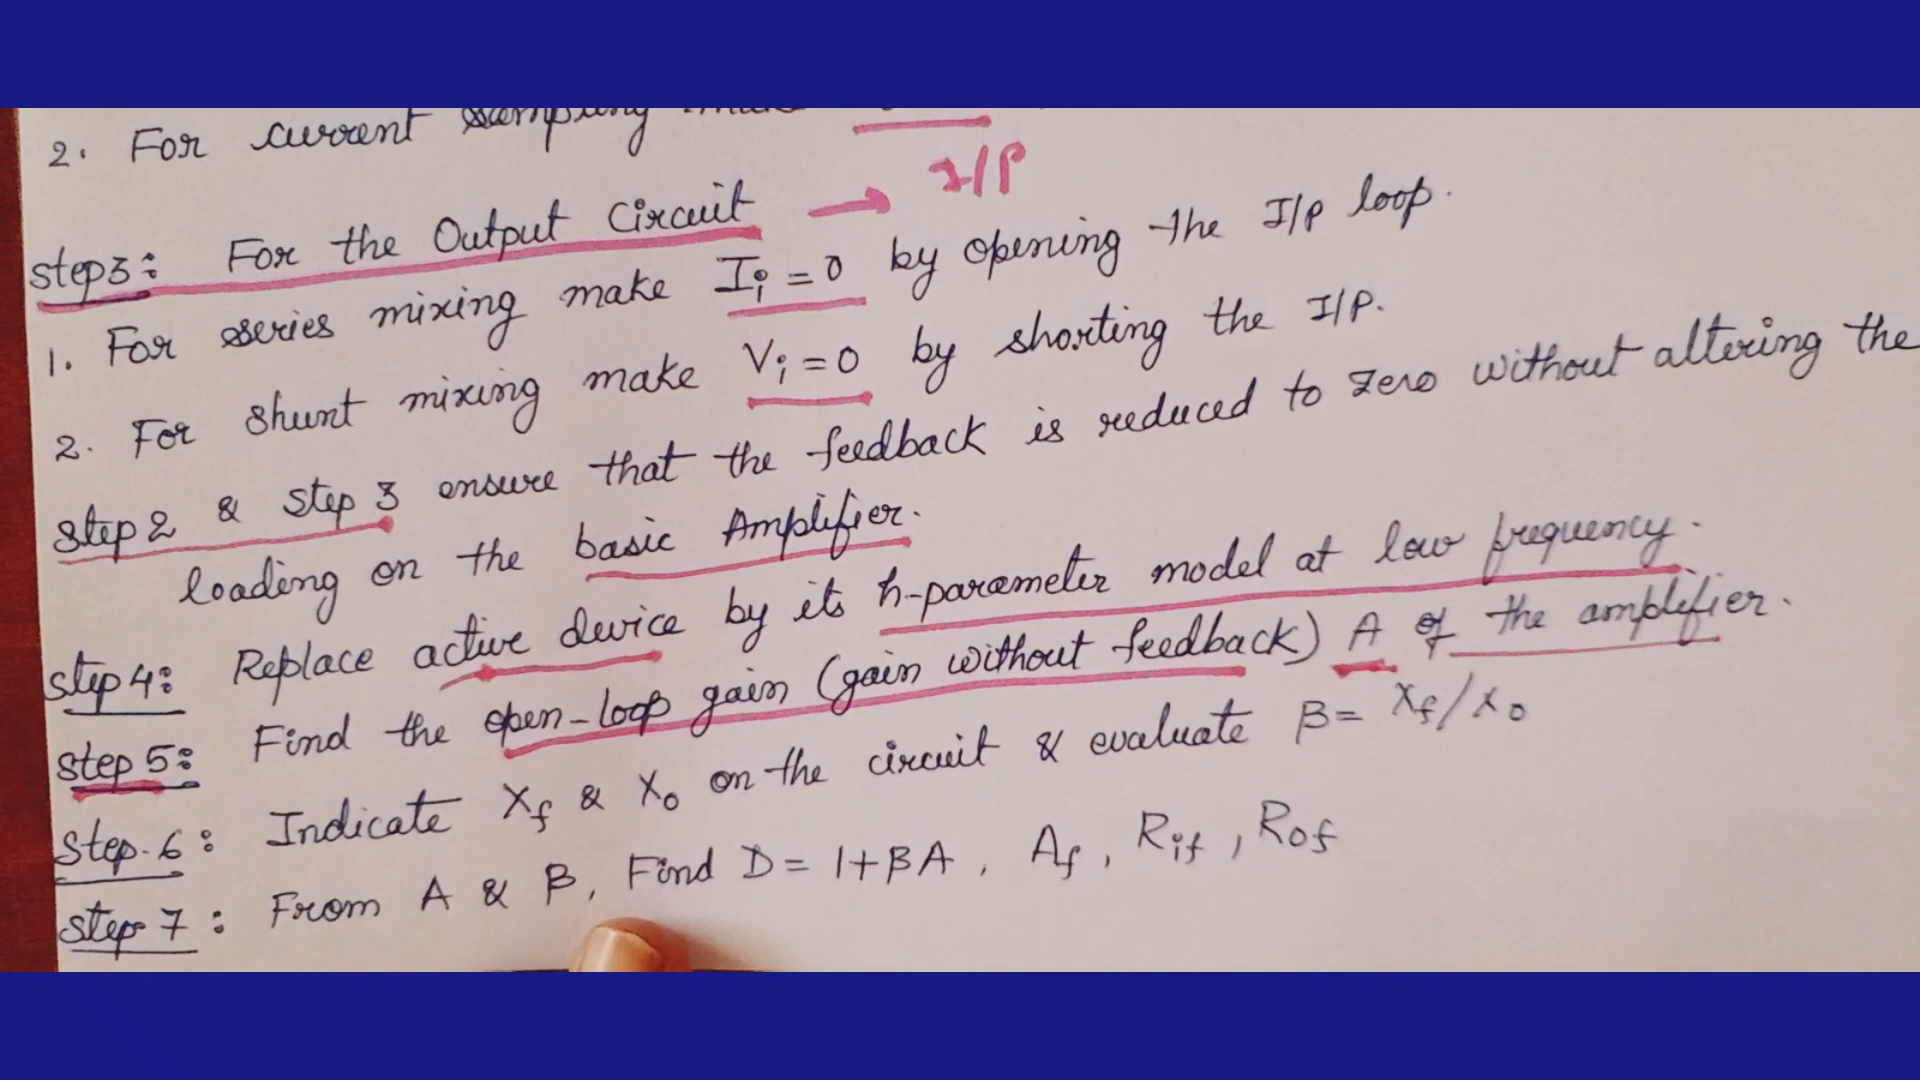 2. For current sampling
Step3: For the Output Circuit → I/P
1. For series mixing make Ii = 0 by opening the I/P loop.
2. For shunt mixing make Vi = 0 by shorting the I/P.
Step 2 & Step 3 ensure that the feedback is reduced to zero without altering the
loading on the basic Amplifier.
Step 4: Replace active device by its h-parameter model at low frequency.
Step 5: Find the open-loop gain (gain without feedback) A of the amplifier.
Step-6: Indicate Xf & Xo on the circuit & evaluate β = Xf/Xo
Step 7: From A & β, Find D = 1+βA, Af, Rif, Rof